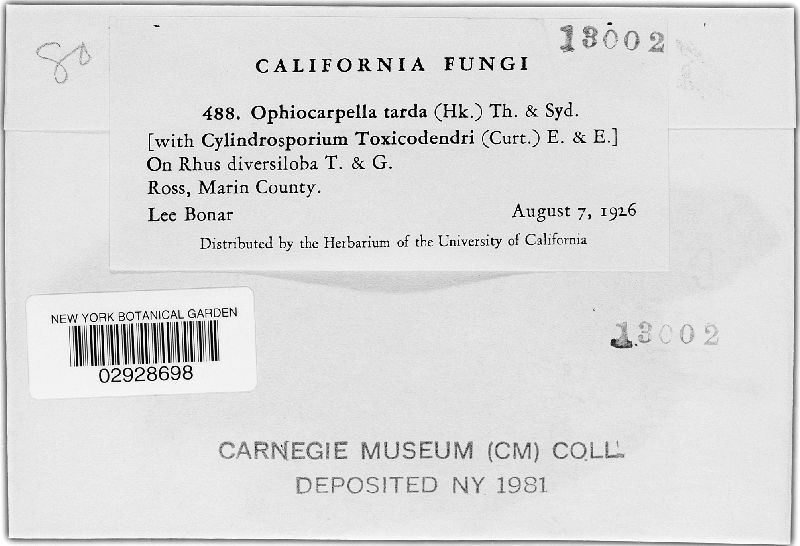 13002
80
CALIFORNIA FUNGI
488. Ophiocarpella tarda (Hk.) Th. & Syd.
[with Cylindrosporium Toxicodendri (Curt.) E. & E.]
On Rhus diversiloba T. & G.
Ross, Marin County.
Lee Bonar August 7, 1926
Distributed by the Herbarium of the University of California
NEW YORK BOTANICAL GARDEN
02928698
13002
CARNEGIE MUSEUM (CM) COLL.
DEPOSITED NY 1981